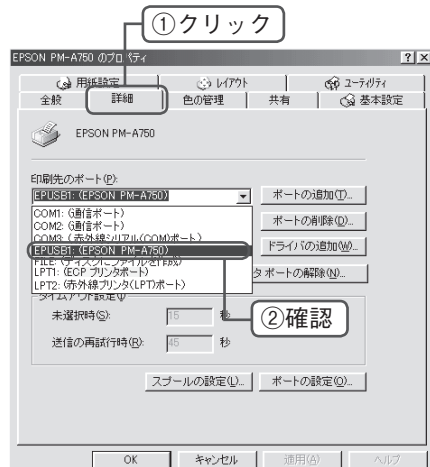 ①クリック
EPSON PM-A750 のプロパティ
用紙設定 レイアウト ユーティリティ
全般 詳細 色の管理 共有 基本設定
EPSON PM-A750
印刷先のポート(P):
EPUSB1: (EPSON PM-A750)
ポートの追加(T)...
COM1: (通信ポート)
COM2: (通信ポート)
ポートの削除(D)...
COM3: (赤外線シリアル(COM)ポート)
EPUSB1: (EPSON PM-A750)
ドライバの追加(W)...
FILE: (ディスクにファイルを作成)
LPT1: (ECP プリンタポート)
タ ポートの解除(N)...
LPT2: (赤外線プリンタ(LPT)ポート)
タイムアウト設定
②確認
未選択時(S): 15 秒
送信の再試行時(R): 45 秒
スプールの設定(L)... ポートの設定(O)...
OK キャンセル 適用(A) ヘルプ